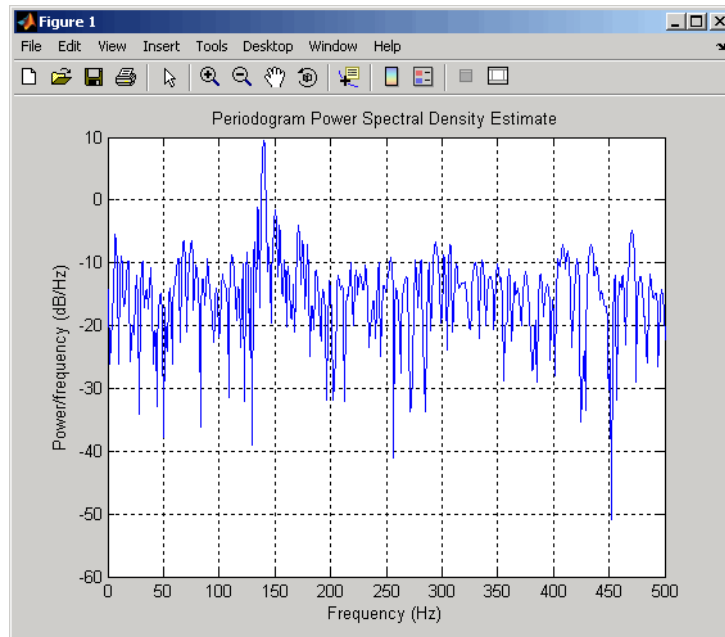 Figure 1
File Edit View Insert Tools Desktop Window Help
Periodogram Power Spectral Density Estimate
10
0
-10
-20
-30
-40
-50
-60
Power/frequency (dB/Hz)
0 50 100 150 200 250 300 350 400 450 500
Frequency (Hz)